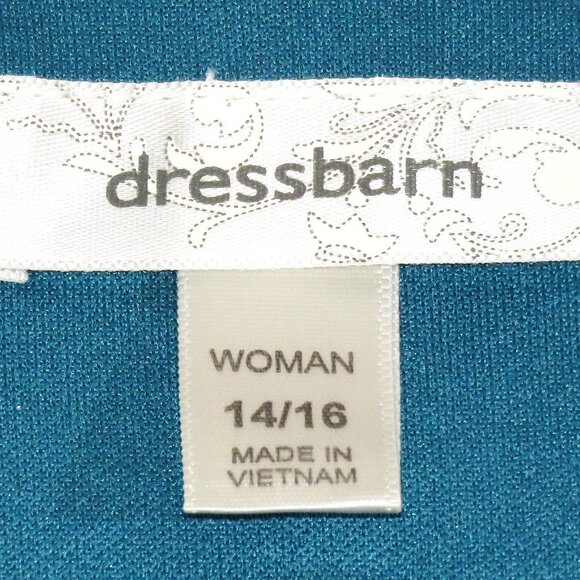 dressbarn
WOMAN
14/16
MADE IN
VIETNAM